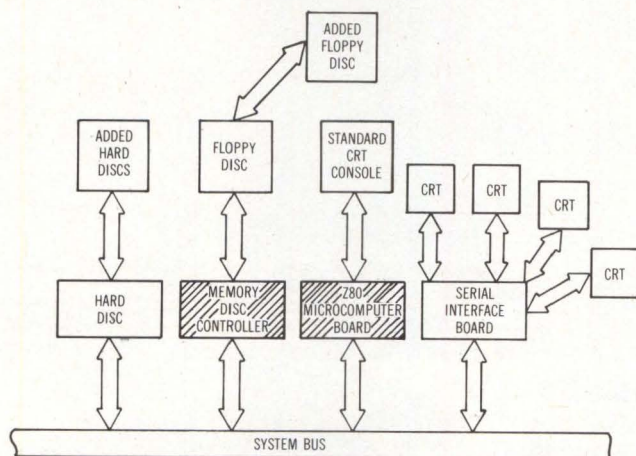 ADDED
FLOPPY
DISC
ADDED
HARD
DISCS
FLOPPY
DISC
STANDARD
CRT
CONSOLE
CRT
CRT
CRT
CRT
HARD
DISC
MEMORY
DISC
CONTROLLER
Z80
MICROCOMPUTER
BOARD
SERIAL
INTERFACE
BOARD
SYSTEM BUS